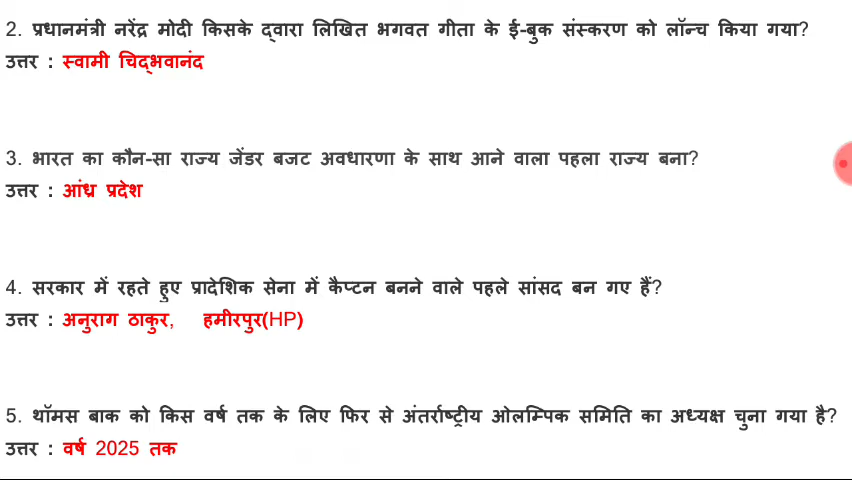 2. प्रधानमंत्री नरेंद्र मोदी किसके द्वारा लिखित भगवत गीता के ई-बुक संस्करण को लॉन्च किया गया?
उत्तर : स्वामी चिद्भवानंद
3. भारत का कौन-सा राज्य जेंडर बजट अवधारणा के साथ आने वाला पहला राज्य बना?
उत्तर : आंध्र प्रदेश
4. सरकार में रहते हुए प्रादेशिक सेना में कैप्टन बनने वाले पहले सांसद बन गए हैं?
उत्तर : अनुराग ठाकुर, हमीरपुर(HP)
5. थॉमस बाक को किस वर्ष तक के लिए फिर से अंतर्राष्ट्रीय ओलम्पिक समिति का अध्यक्ष चुना गया है?
उत्तर : वर्ष 2025 तक